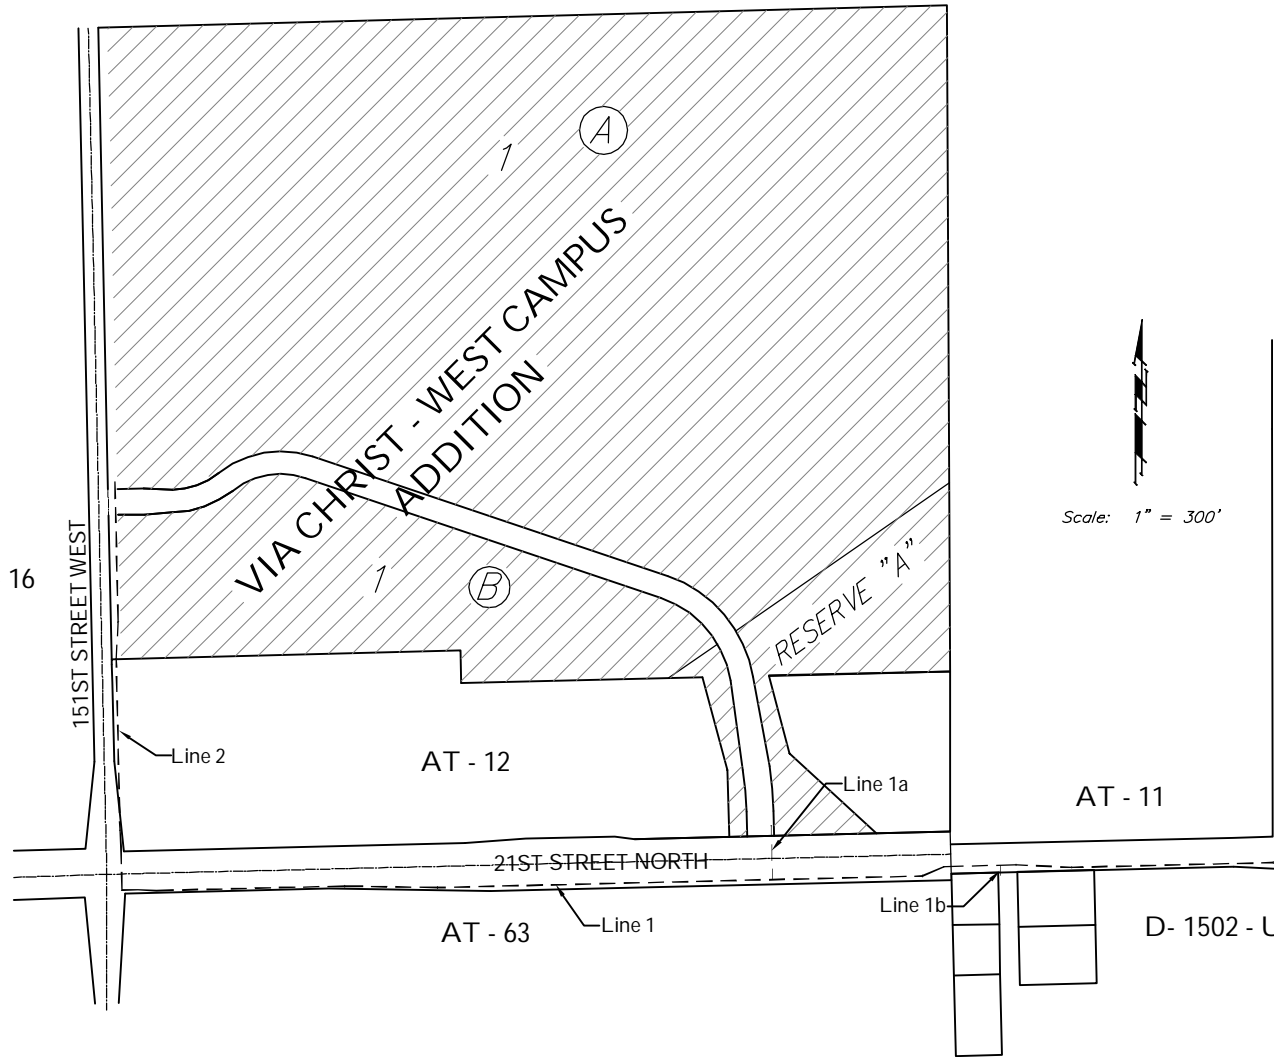 A
1
VIA CHRIST - WEST CAMPUS
ADDITION
Scale: 1" = 300'
RESERVE "A"
16
151ST STREET WEST
1
B
Line 2
AT - 12
Line 1a
AT - 11
21ST STREET NORTH
Line 1b
Line 1
AT - 63
D- 1502 - U